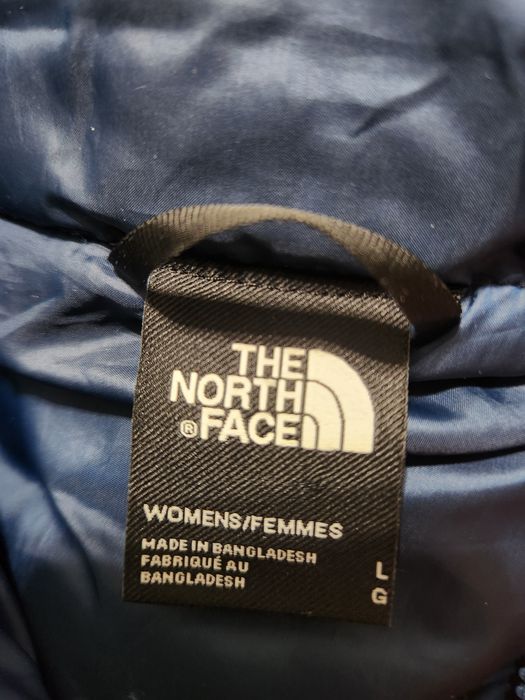 THE
NORTH
®FACE
WOMENS/FEMMES
MADE IN BANGLADESH
FABRIQUÉ AU
BANGLADESH
L
G